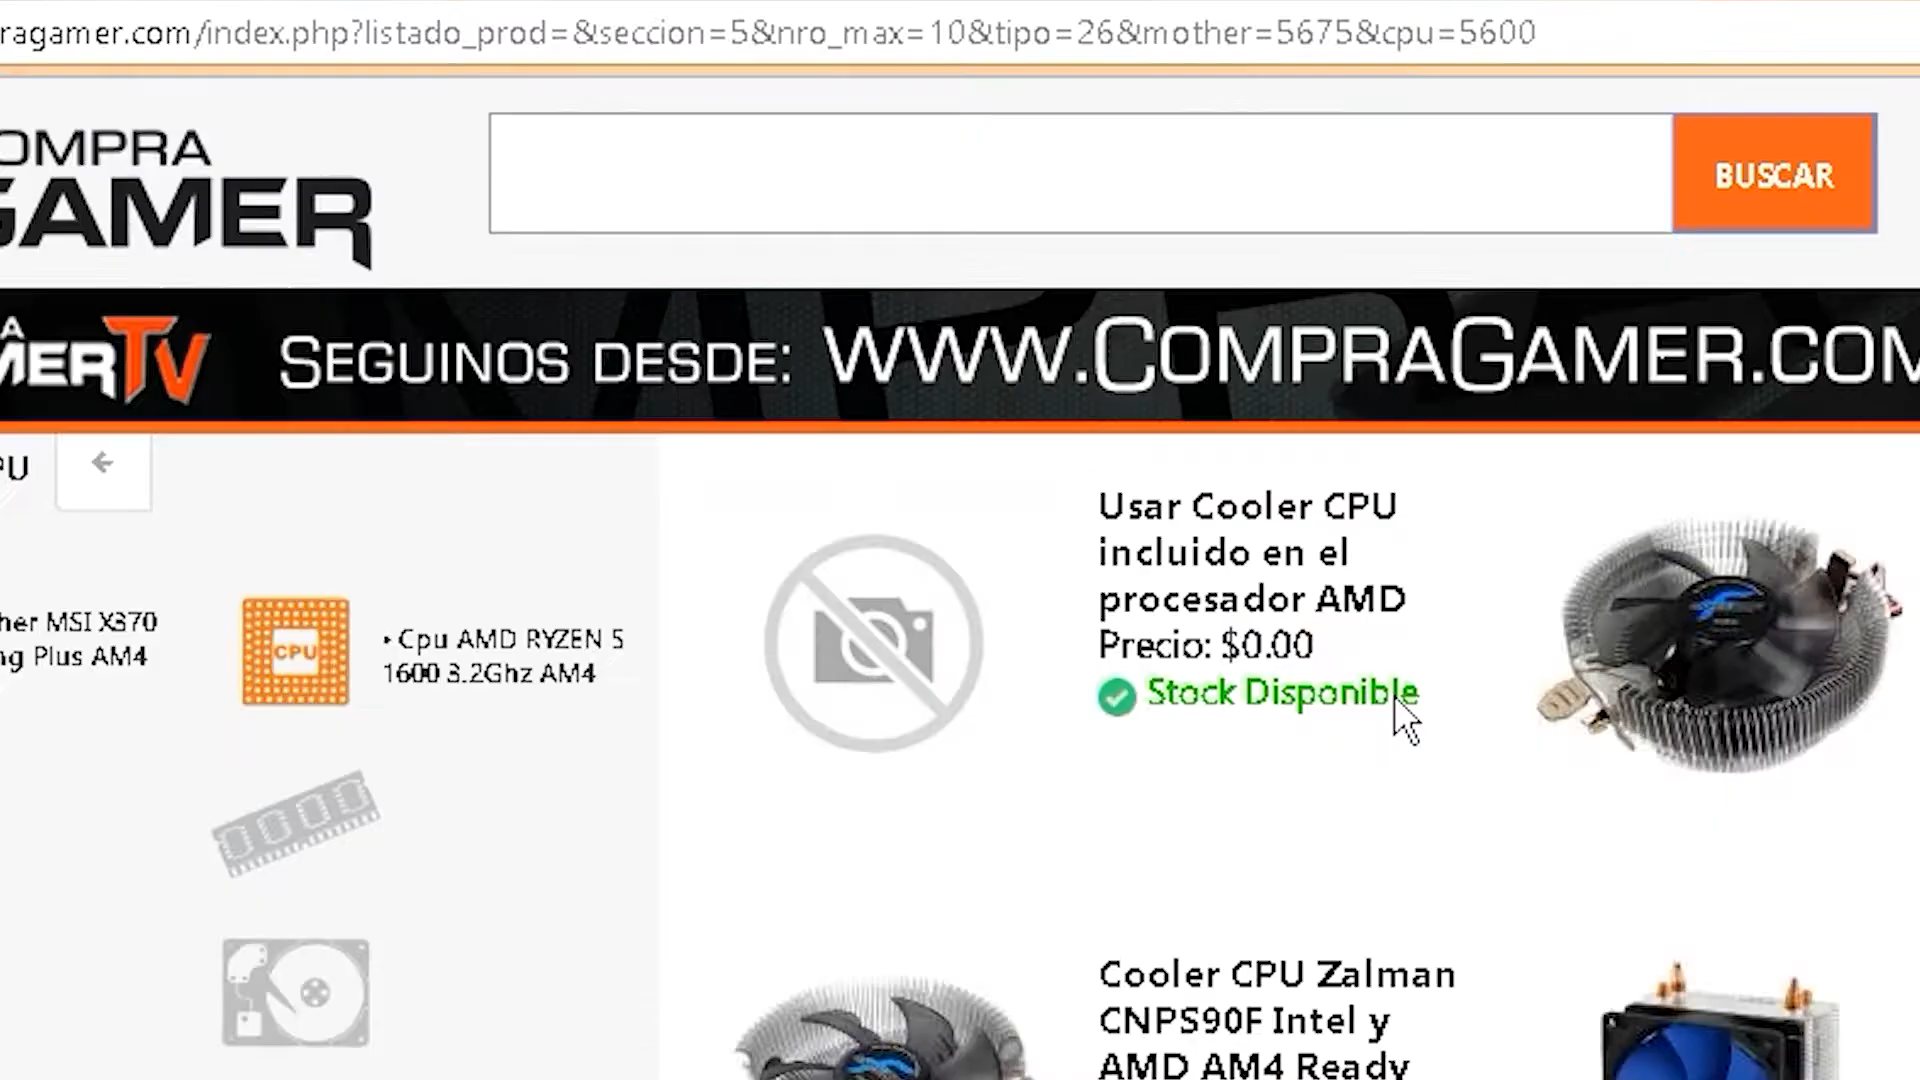 ragamer.com/index.php?listado_prod=&seccion=5&nro_max=10&tipo=26&mother=5675&cpu=5600
OMPRA
GAMER
BUSCAR
A
MERTV
SEGUINOS DESDE: WWW.COMPRAGAMER.COM
PU
her MSI X370
ng Plus AM4
CPU
• Cpu AMD RYZEN 5
1600 3.2Ghz AM4
Usar Cooler CPU
incluido en el
procesador AMD
Precio: $0.00
Stock Disponible
Cooler CPU Zalman
CNPS90F Intel y
AMD AM4 Ready